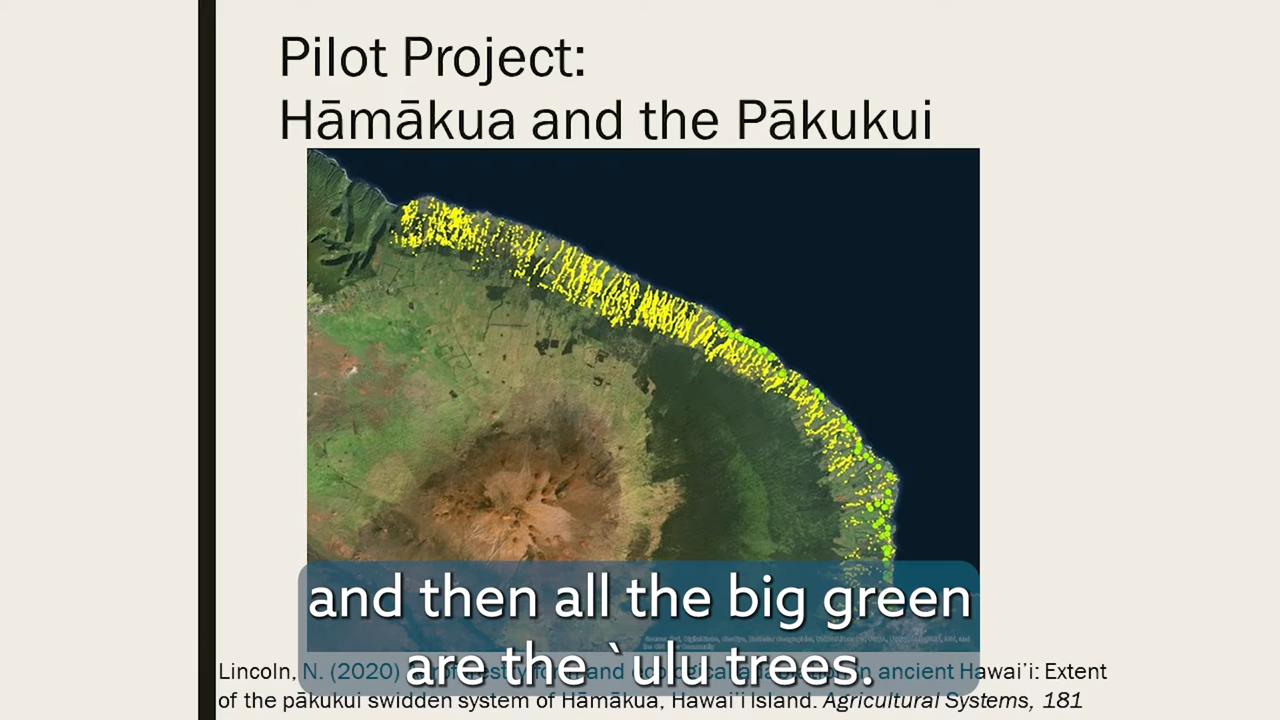 Pilot Project:
Hāmākua and the Pākukui
and then all the big green
are the `ulu trees.
Lincoln, N. (2020) and ancient Hawai’i: Extent
of the pākukui swidden system of Hāmākua, Hawai’i Island. Agricultural Systems, 181